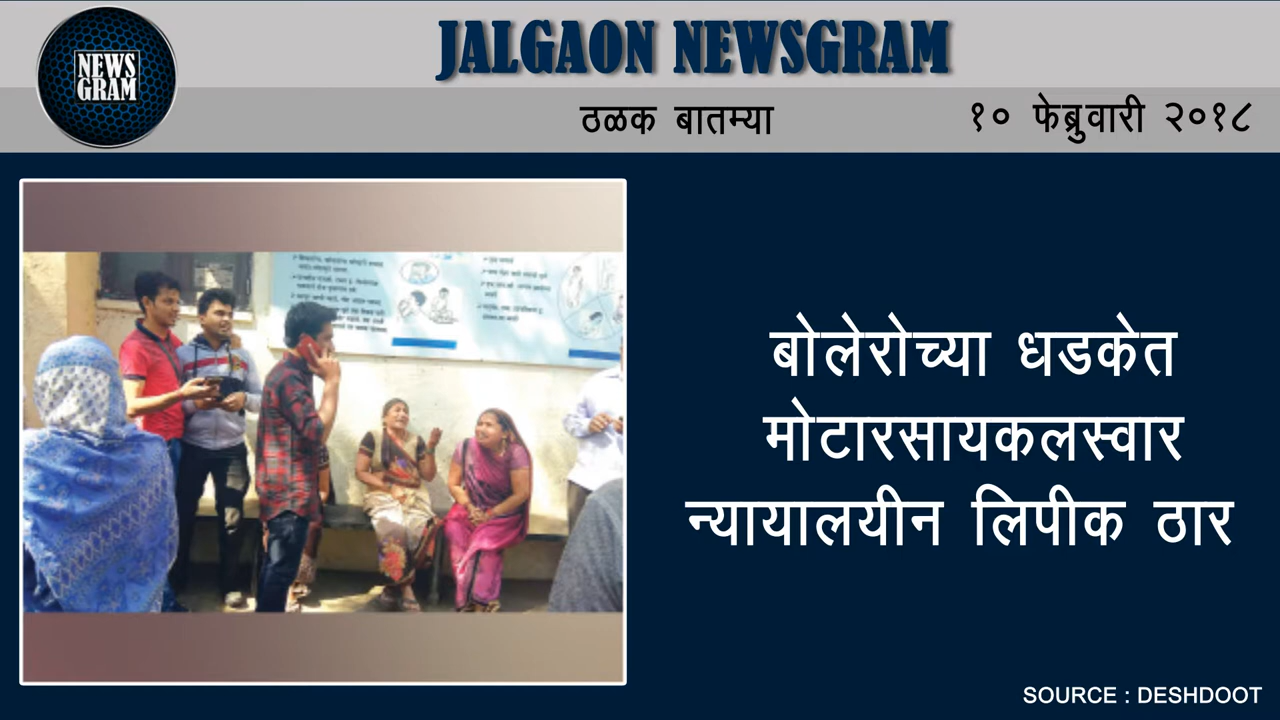 NEWS
GRAM
JALGAON NEWSGRAM
ठळक बातम्या
१० फेब्रुवारी २०१८
बोलेरोच्या धडकेत
मोटारसायकलस्वार
न्यायालयीन लिपीक ठार
SOURCE : DESHDOOT